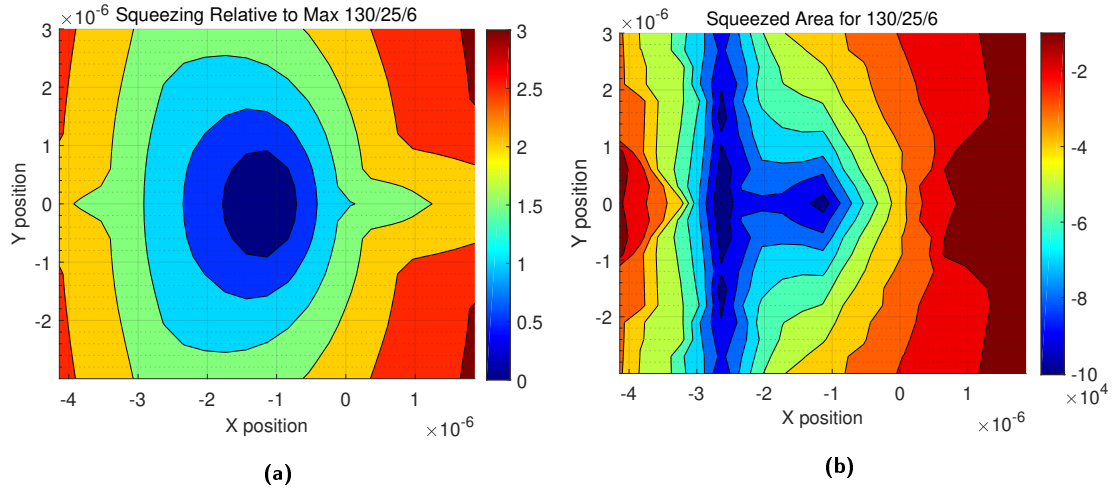 ×10⁻⁶ Squeezing Relative to Max 130/25/6
3
2
1
0
-1
-2
Y position
-4 -3 -2 -1 0 1
X position
×10⁻⁶
3
2.5
2
1.5
1
0.5
0
(a)
×10⁻⁶ Squeezed Area for 130/25/6
3
2
1
0
-1
-2
Y position
-4 -3 -2 -1 0 1
X position
×10⁻⁶
-2
-4
-6
-8
-10
×10⁴
(b)